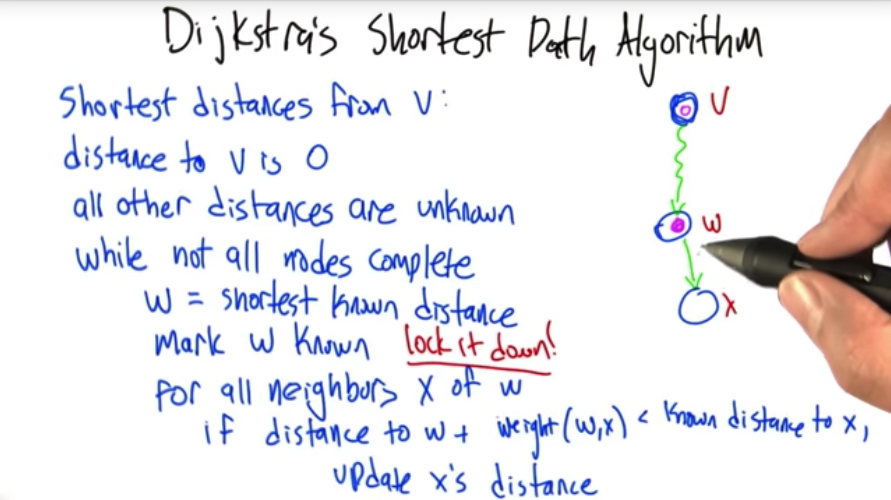 Dijkstra's Shortest Path Algorithm
Shortest distances from V:
distance to V is 0
all other distances are unknown
while not all nodes complete
W = shortest known distance
mark W known lock it down!
for all neighbors X of W
if distance to W + weight(W,X) < known distance to X,
update X's distance
V
W
X